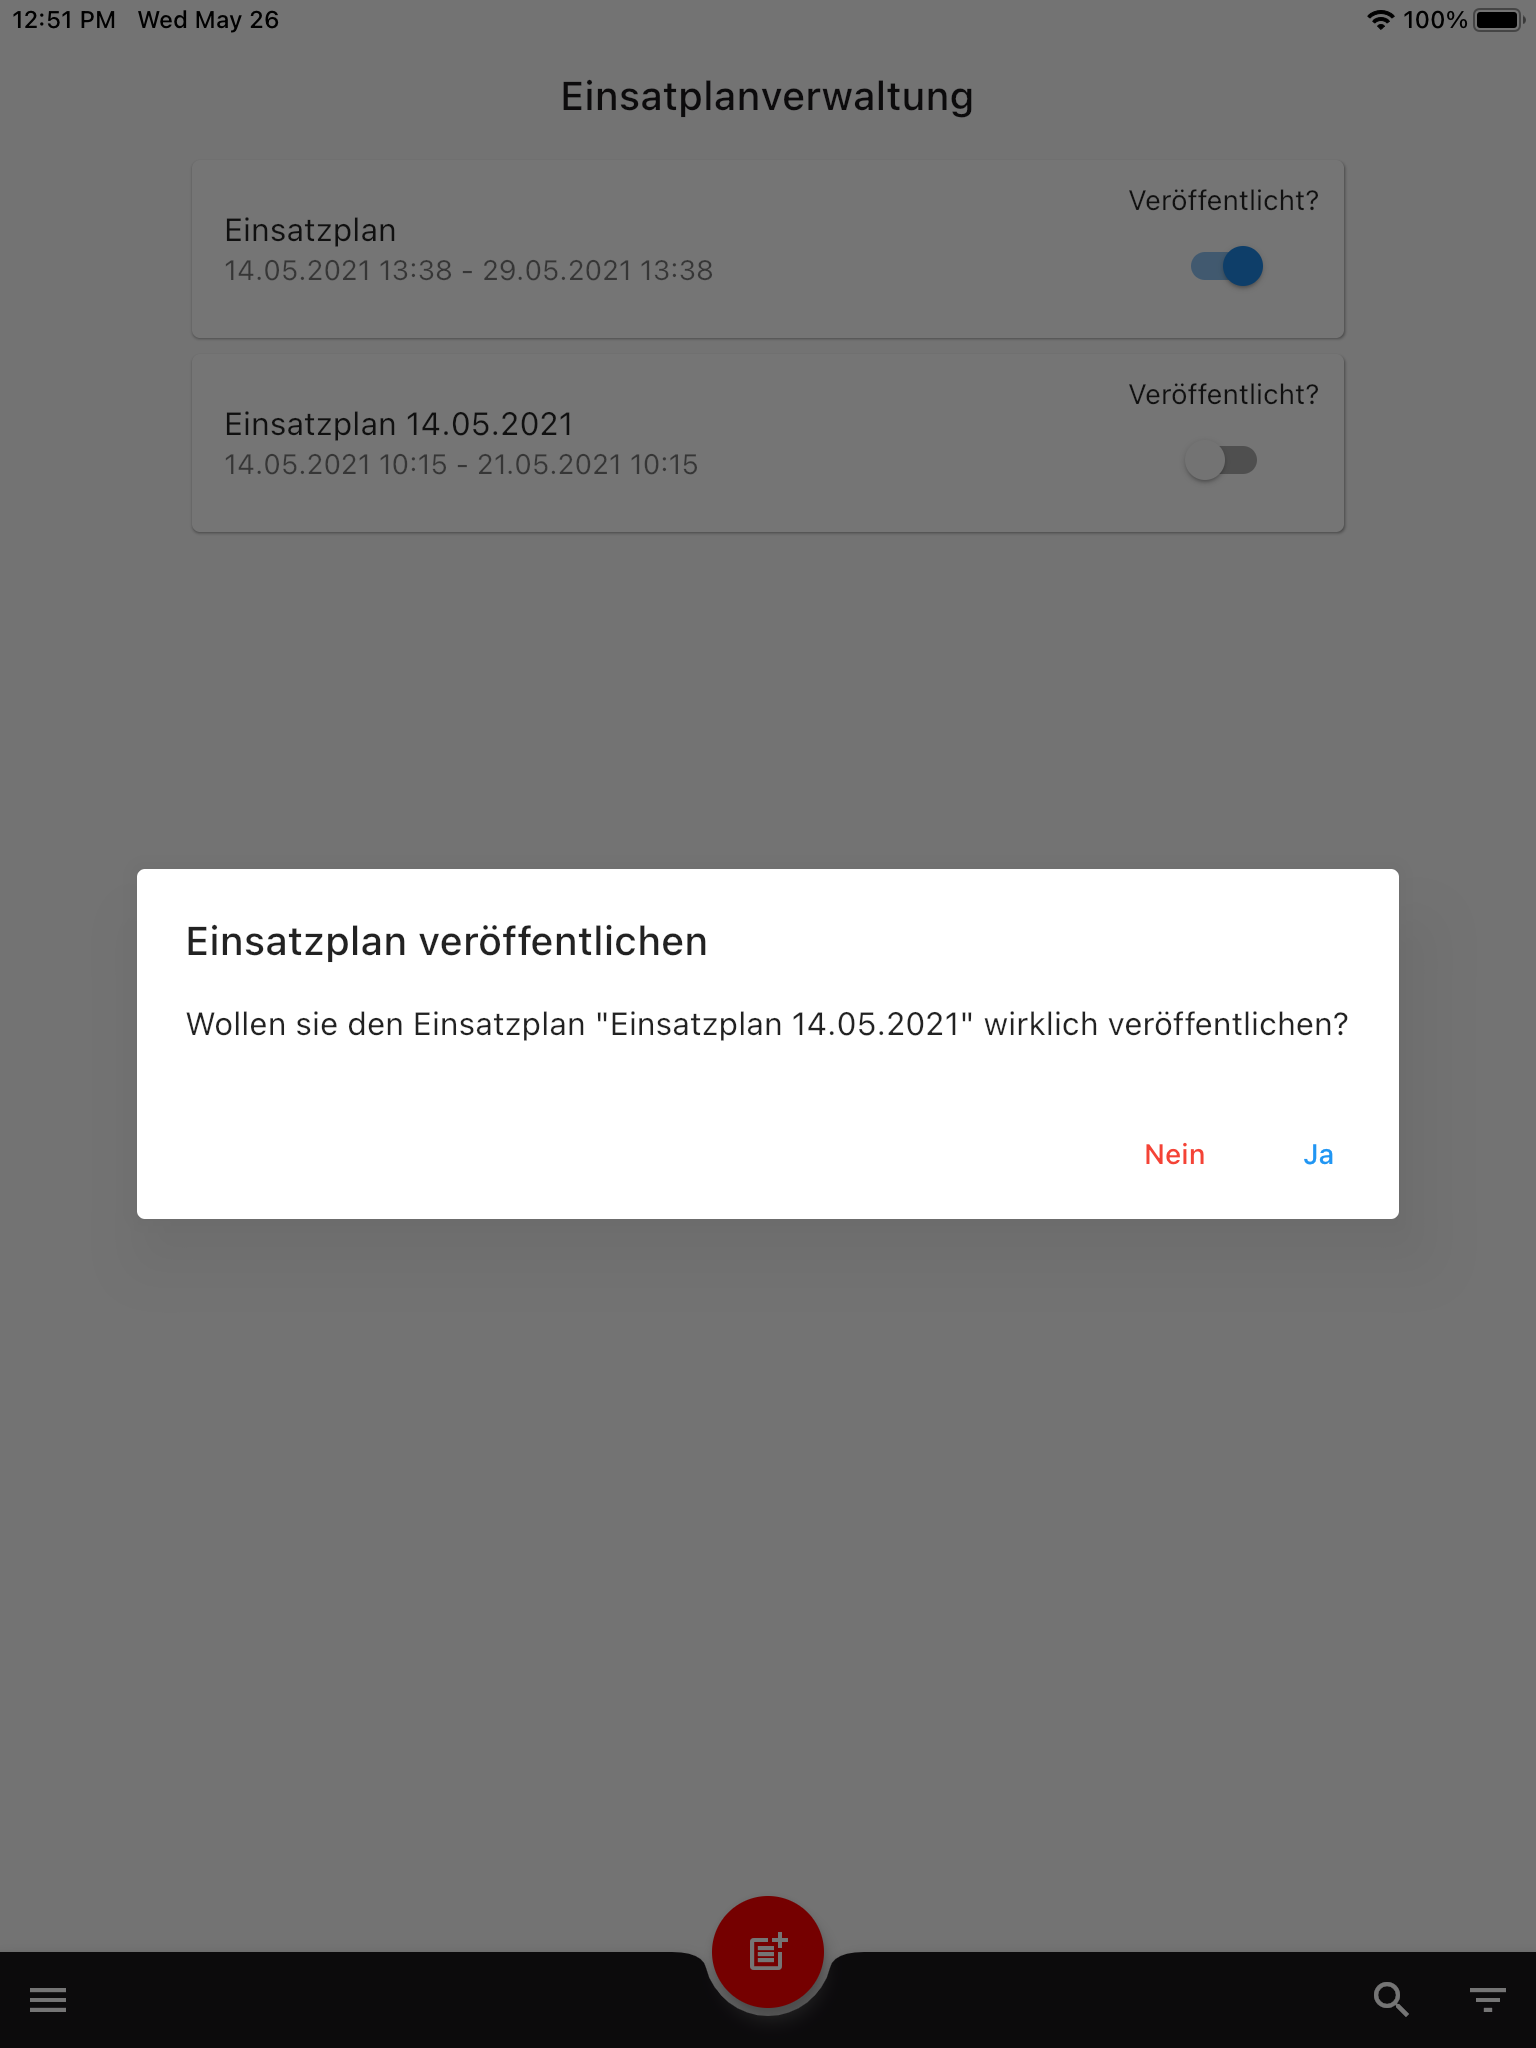 12:51 PM Wed May 26 100%
Einsatplanverwaltung
Veröffentlicht?
Einsatzplan
14.05.2021 13:38 - 29.05.2021 13:38
Veröffentlicht?
Einsatzplan 14.05.2021
14.05.2021 10:15 - 21.05.2021 10:15
Einsatzplan veröffentlichen
Wollen sie den Einsatzplan "Einsatzplan 14.05.2021" wirklich veröffentlichen?
Nein Ja